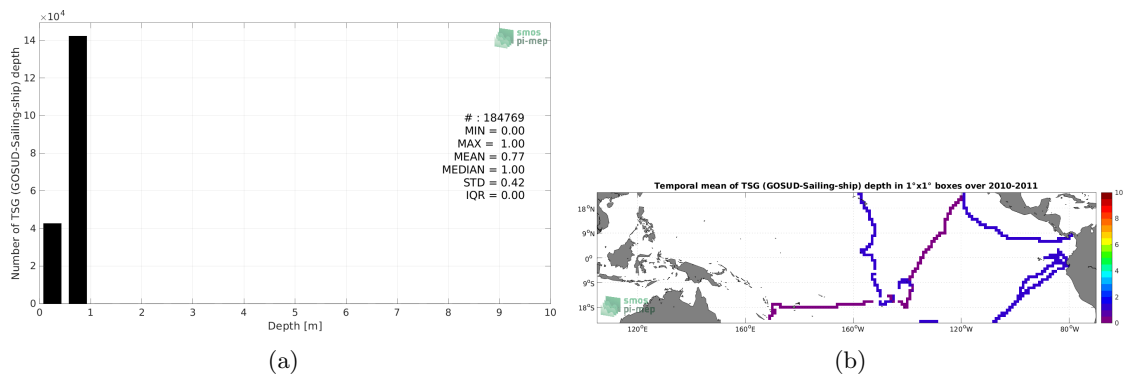 ×10⁴
14
12
10
8
6
4
2
0
Number of TSG (GOSUD-Sailing-ship) depth
smos
pi-mep
# : 184769
MIN = 0.00
MAX = 1.00
MEAN = 0.77
MEDIAN = 1.00
STD = 0.42
IQR = 0.00
0 1 2 3 4 5 6 7 8 9 10
Depth [m]
(a)
Temporal mean of TSG (GOSUD-Sailing-ship) depth in 1°x1° boxes over 2010-2011
18°N
9°N
0°
9°S
18°S
smos
pi-mep
120°E 160°E 160°W 120°W 80°W
10
8
6
4
2
0
(b)